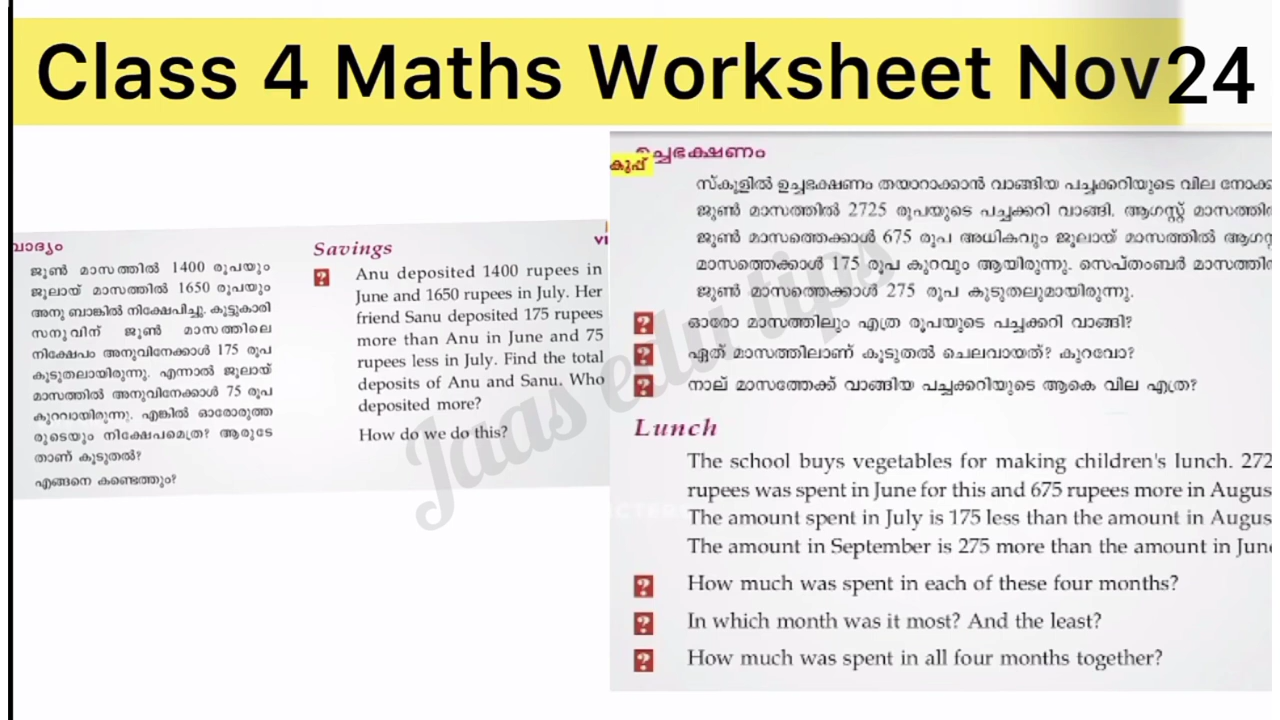 Class 4 Maths Worksheet Nov24
ജൂൺ മാസത്തിൽ 1400 രൂപയും
ജൂലായ് മാസത്തിൽ 1650 രൂപയും
അനു ബാങ്കിൽ നിക്ഷേപിച്ചു. കൂട്ടുകാരി
സനുവിന് ജൂൺ മാസത്തിലെ
നിക്ഷേപം അനുവിനേക്കാൾ 175 രൂപ
കൂടുതലായിരുന്നു. എന്നാൽ ജൂലായ്
മാസത്തിൽ അനുവിനേക്കാൾ 75 രൂപ
കുറവായിരുന്നു. എങ്കിൽ ഓരോരുത്ത
രുടെയും നിക്ഷേപമെത്ര? ആരുടേ
താണ് കൂടുതൽ?
എങ്ങനെ കണ്ടെത്തും?
Savings
Anu deposited 1400 rupees in
June and 1650 rupees in July. Her
friend Sanu deposited 175 rupees
more than Anu in June and 75
rupees less in July. Find the total
deposits of Anu and Sanu. Who
deposited more?
How do we do this?
ഉച്ചഭക്ഷണം
സ്കൂളിൽ ഉച്ചഭക്ഷണം തയാറാക്കാൻ വാങ്ങിയ പച്ചക്കറിയുടെ വില
ജൂൺ മാസത്തിൽ 2725 രൂപയുടെ പച്ചക്കറി വാങ്ങി. ആഗസ്റ്റ്
ജൂൺ മാസത്തെക്കാൾ 675 രൂപ അധികവും ജൂലായ് മാസത്തിൽ
മാസത്തെക്കാൾ 175 രൂപ കുറവും ആയിരുന്നു. സെപ്തംബർ
ജൂൺ മാസത്തെക്കാൾ 275 രൂപ കൂടുതലുമായിരുന്നു.
? ഓരോ മാസത്തിലും എത്ര രൂപയുടെ പച്ചക്കറി വാങ്ങി?
? ഏത് മാസത്തിലാണ് കൂടുതൽ ചെലവായത്? കുറവോ?
? നാല് മാസത്തേക്ക് വാങ്ങിയ പച്ചക്കറിയുടെ ആകെ വില എത്ര?
Lunch
The school buys vegetables for making children's lunch. 272
rupees was spent in June for this and 675 rupees more in Augus
The amount spent in July is 175 less than the amount in Augus
The amount in September is 275 more than the amount in June
? How much was spent in each of these four months?
? In which month was it most? And the least?
? How much was spent in all four months together?
Jaas edu tips